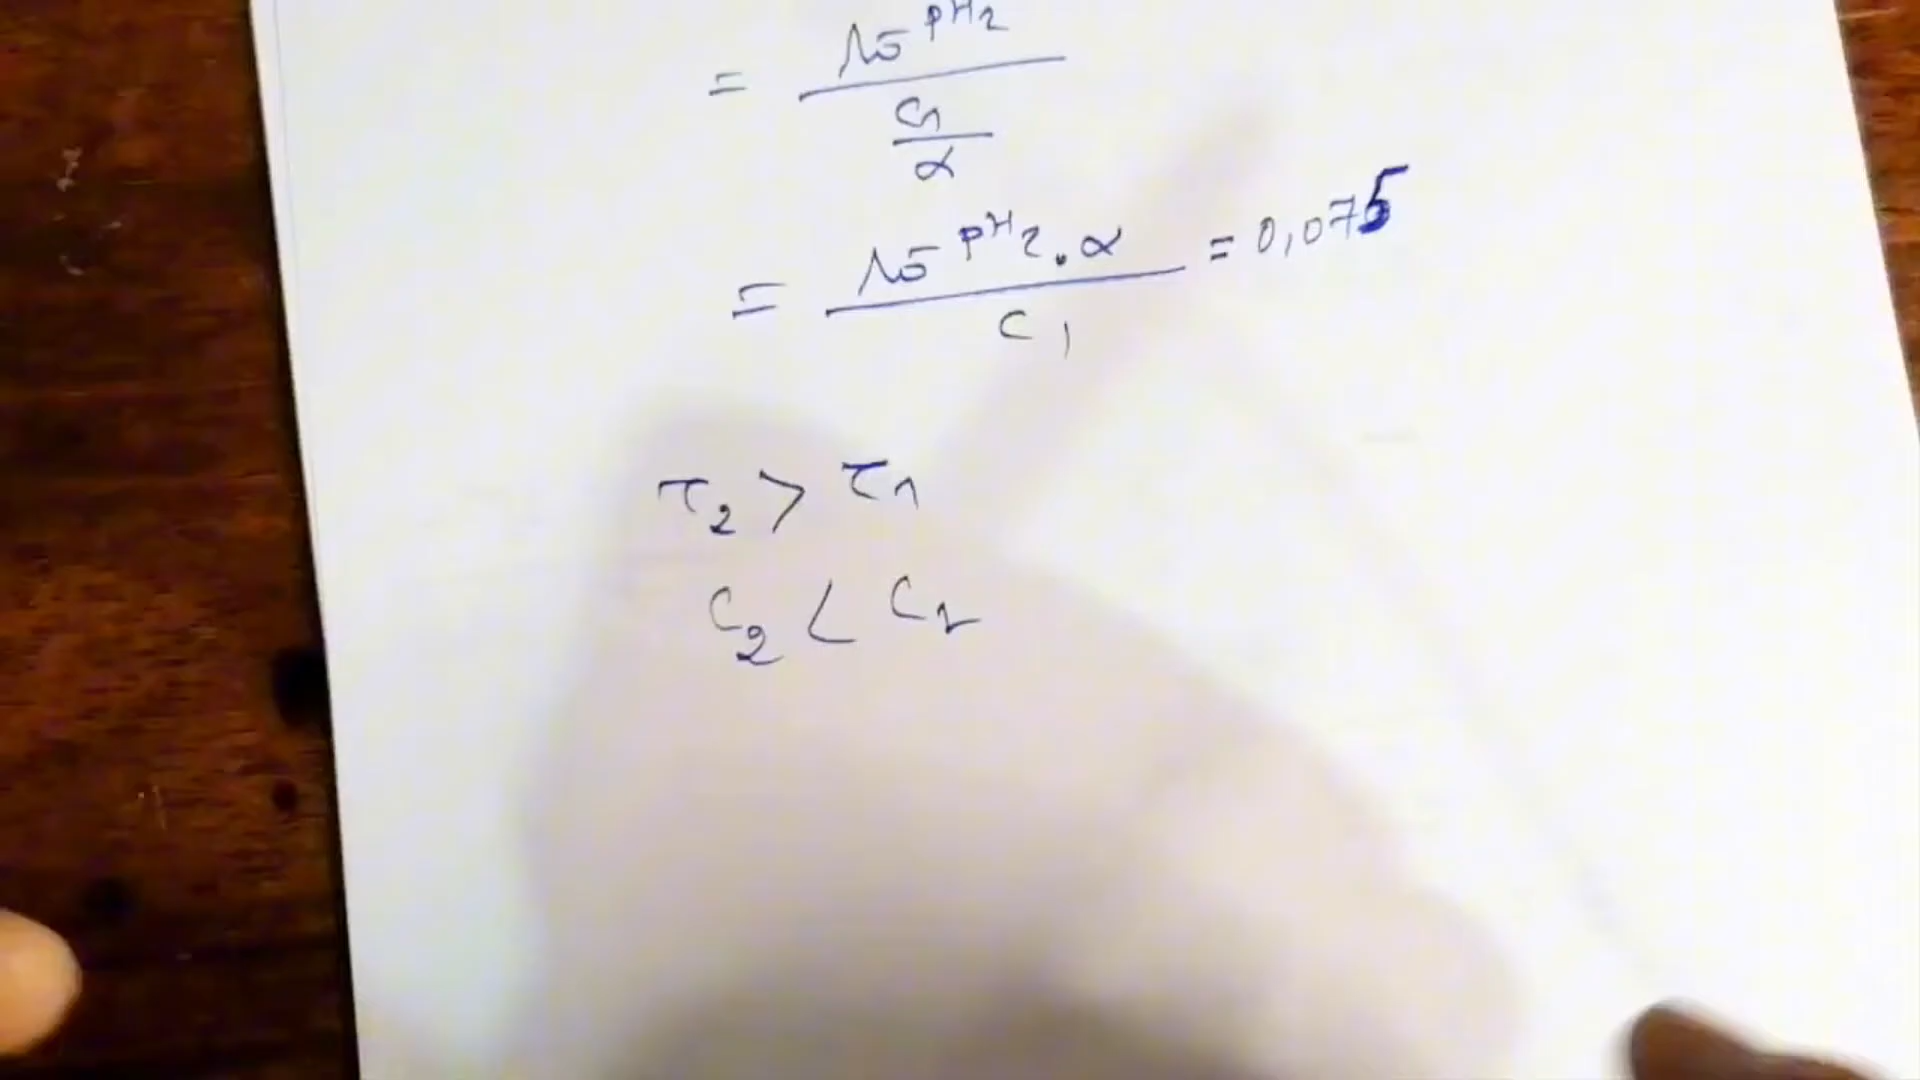 = 10^-pH2 / (C1 / α)
= 10^-pH2 . α / C1 = 0,075
τ2 > τ1
C2 < C1